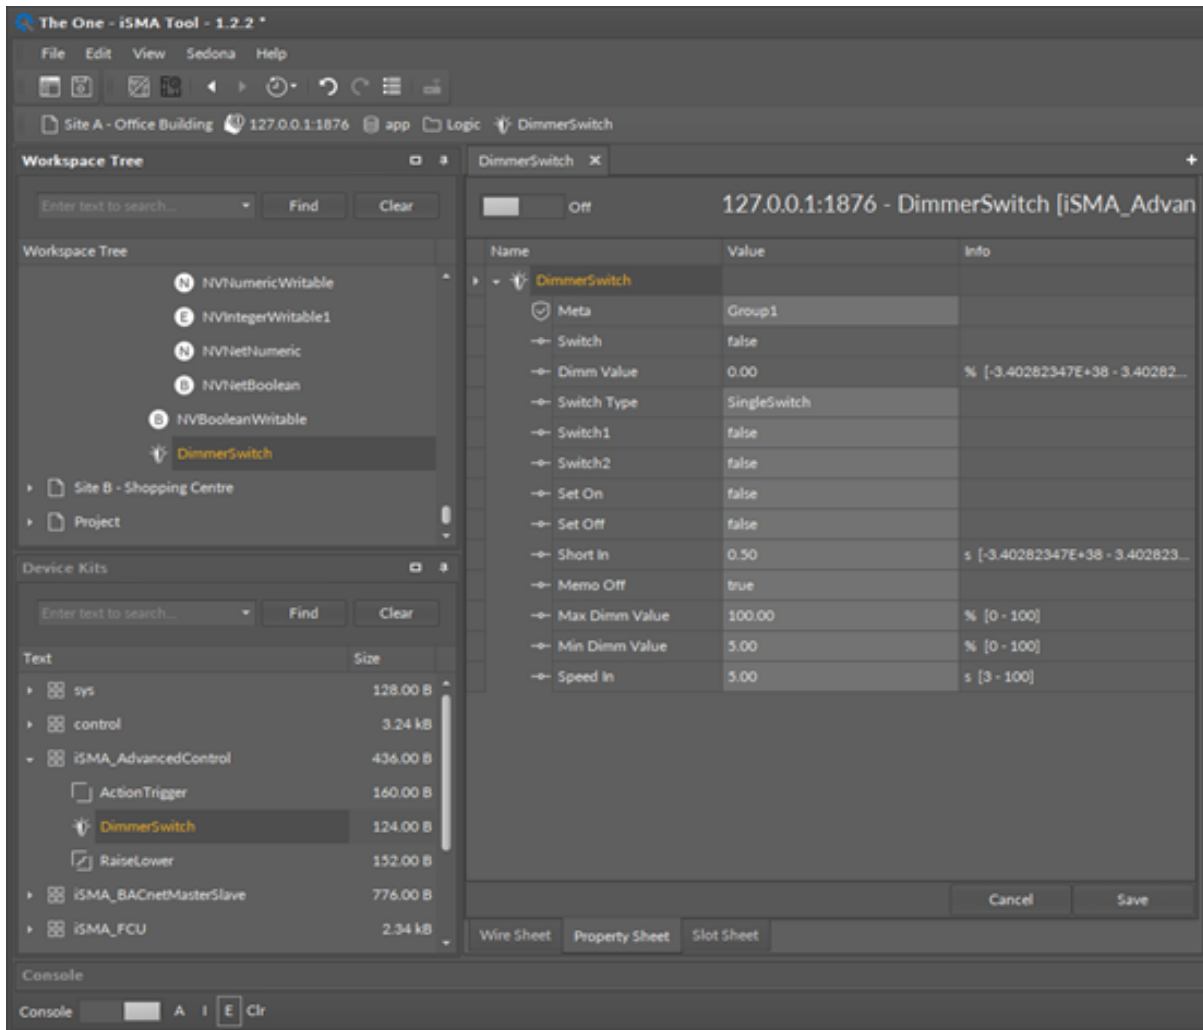 The One - iSMA Tool - 1.2.2 *
File Edit View Sedona Help
Site A - Office Building 127.0.0.1:1876 app Logic DimmerSwitch
Workspace Tree
Enter text to search... Find Clear
Workspace Tree
N NVNumericWritable
E NVIntegerWritable1
N NVNetNumeric
B NVNetBoolean
B NVBooleanWritable
DimmerSwitch
Site B - Shopping Centre
Project
Device Kits
Enter text to search... Find Clear
Text Size
sys 128.00 B
control 3.24 kB
iSMA_AdvancedControl 436.00 B
ActionTrigger 160.00 B
DimmerSwitch 124.00 B
RaiseLower 152.00 B
iSMA_BACnetMasterSlave 776.00 B
iSMA_FCU 2.34 kB
DimmerSwitch × +
Off 127.0.0.1:1876 - DimmerSwitch [iSMA_Advan
Name Value Info
DimmerSwitch
Meta Group1
Switch false
Dimm Value 0.00 % [-3.40282347E+38 - 3.40282...
Switch Type SingleSwitch
Switch1 false
Switch2 false
Set On false
Set Off false
Short In 0.50 s [-3.40282347E+38 - 3.402823...
Memo Off true
Max Dimm Value 100.00 % [0 - 100]
Min Dimm Value 5.00 % [0 - 100]
Speed In 5.00 s [3 - 100]
Cancel Save
Wire Sheet Property Sheet Slot Sheet
Console
Console A I E Clr